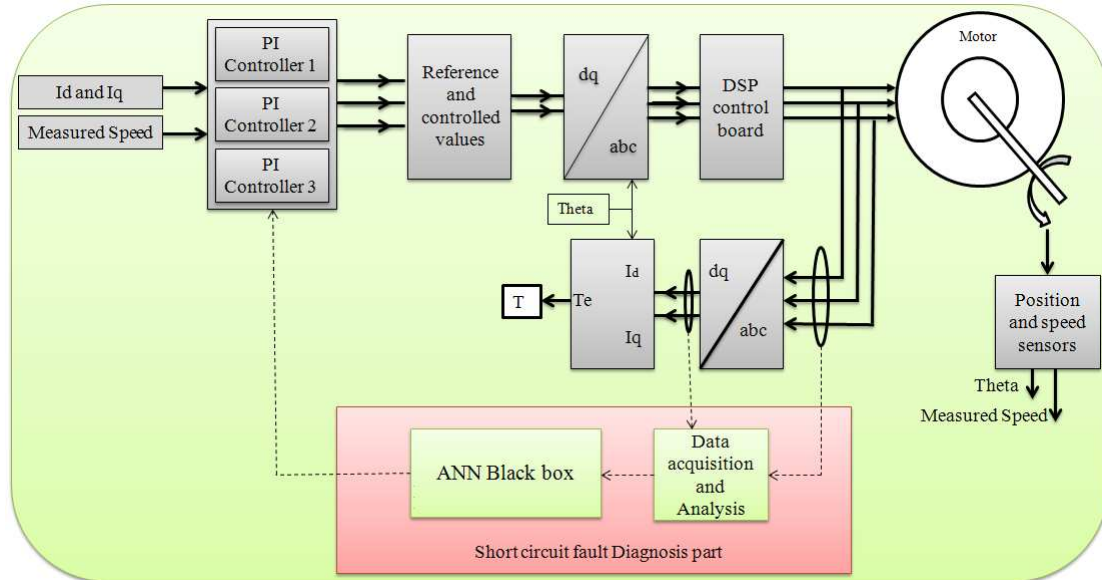 PI
Controller 1
PI
Controller 2
PI
Controller 3
Id and Iq
Measured Speed
Reference
and
controlled
values
dq
abc
DSP
control
board
Motor
Theta
T
Te
Id
Iq
dq
abc
Position
and speed
sensors
Theta
Measured Speed
ANN Black box
Data
acquisition
and
Analysis
Short circuit fault Diagnosis part